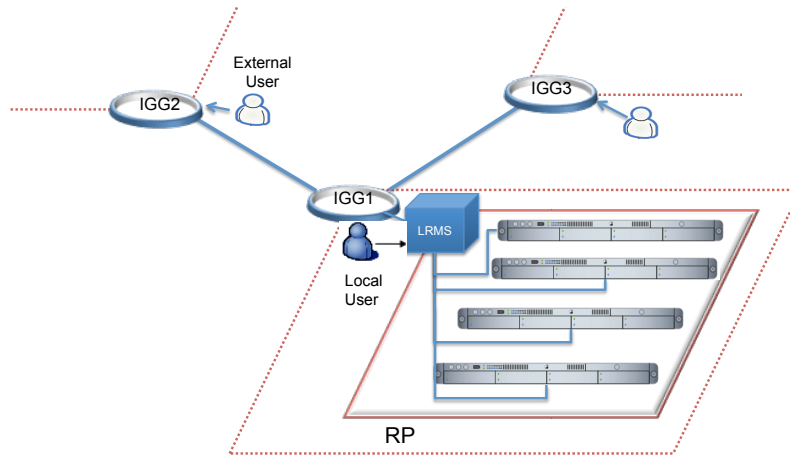 External
User
IGG2
IGG3
IGG1
LRMS
Local
User
RP